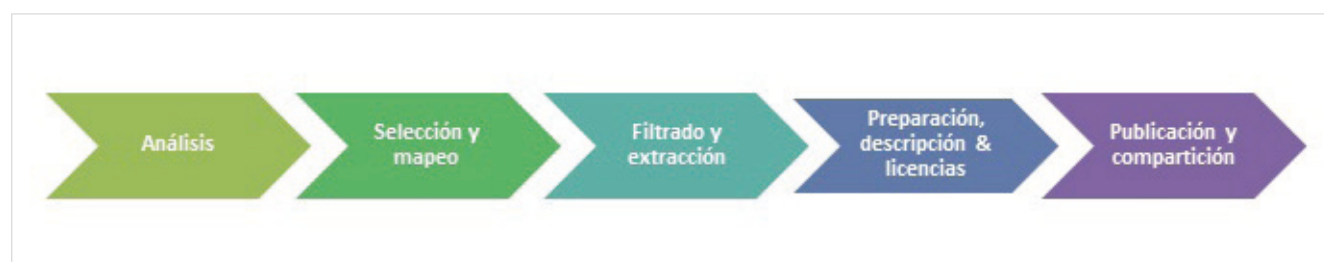 Análisis
Selección y
mapeo
Filtrado y
extracción
Preparación,
descripción &
licencias
Publicación y
compartición